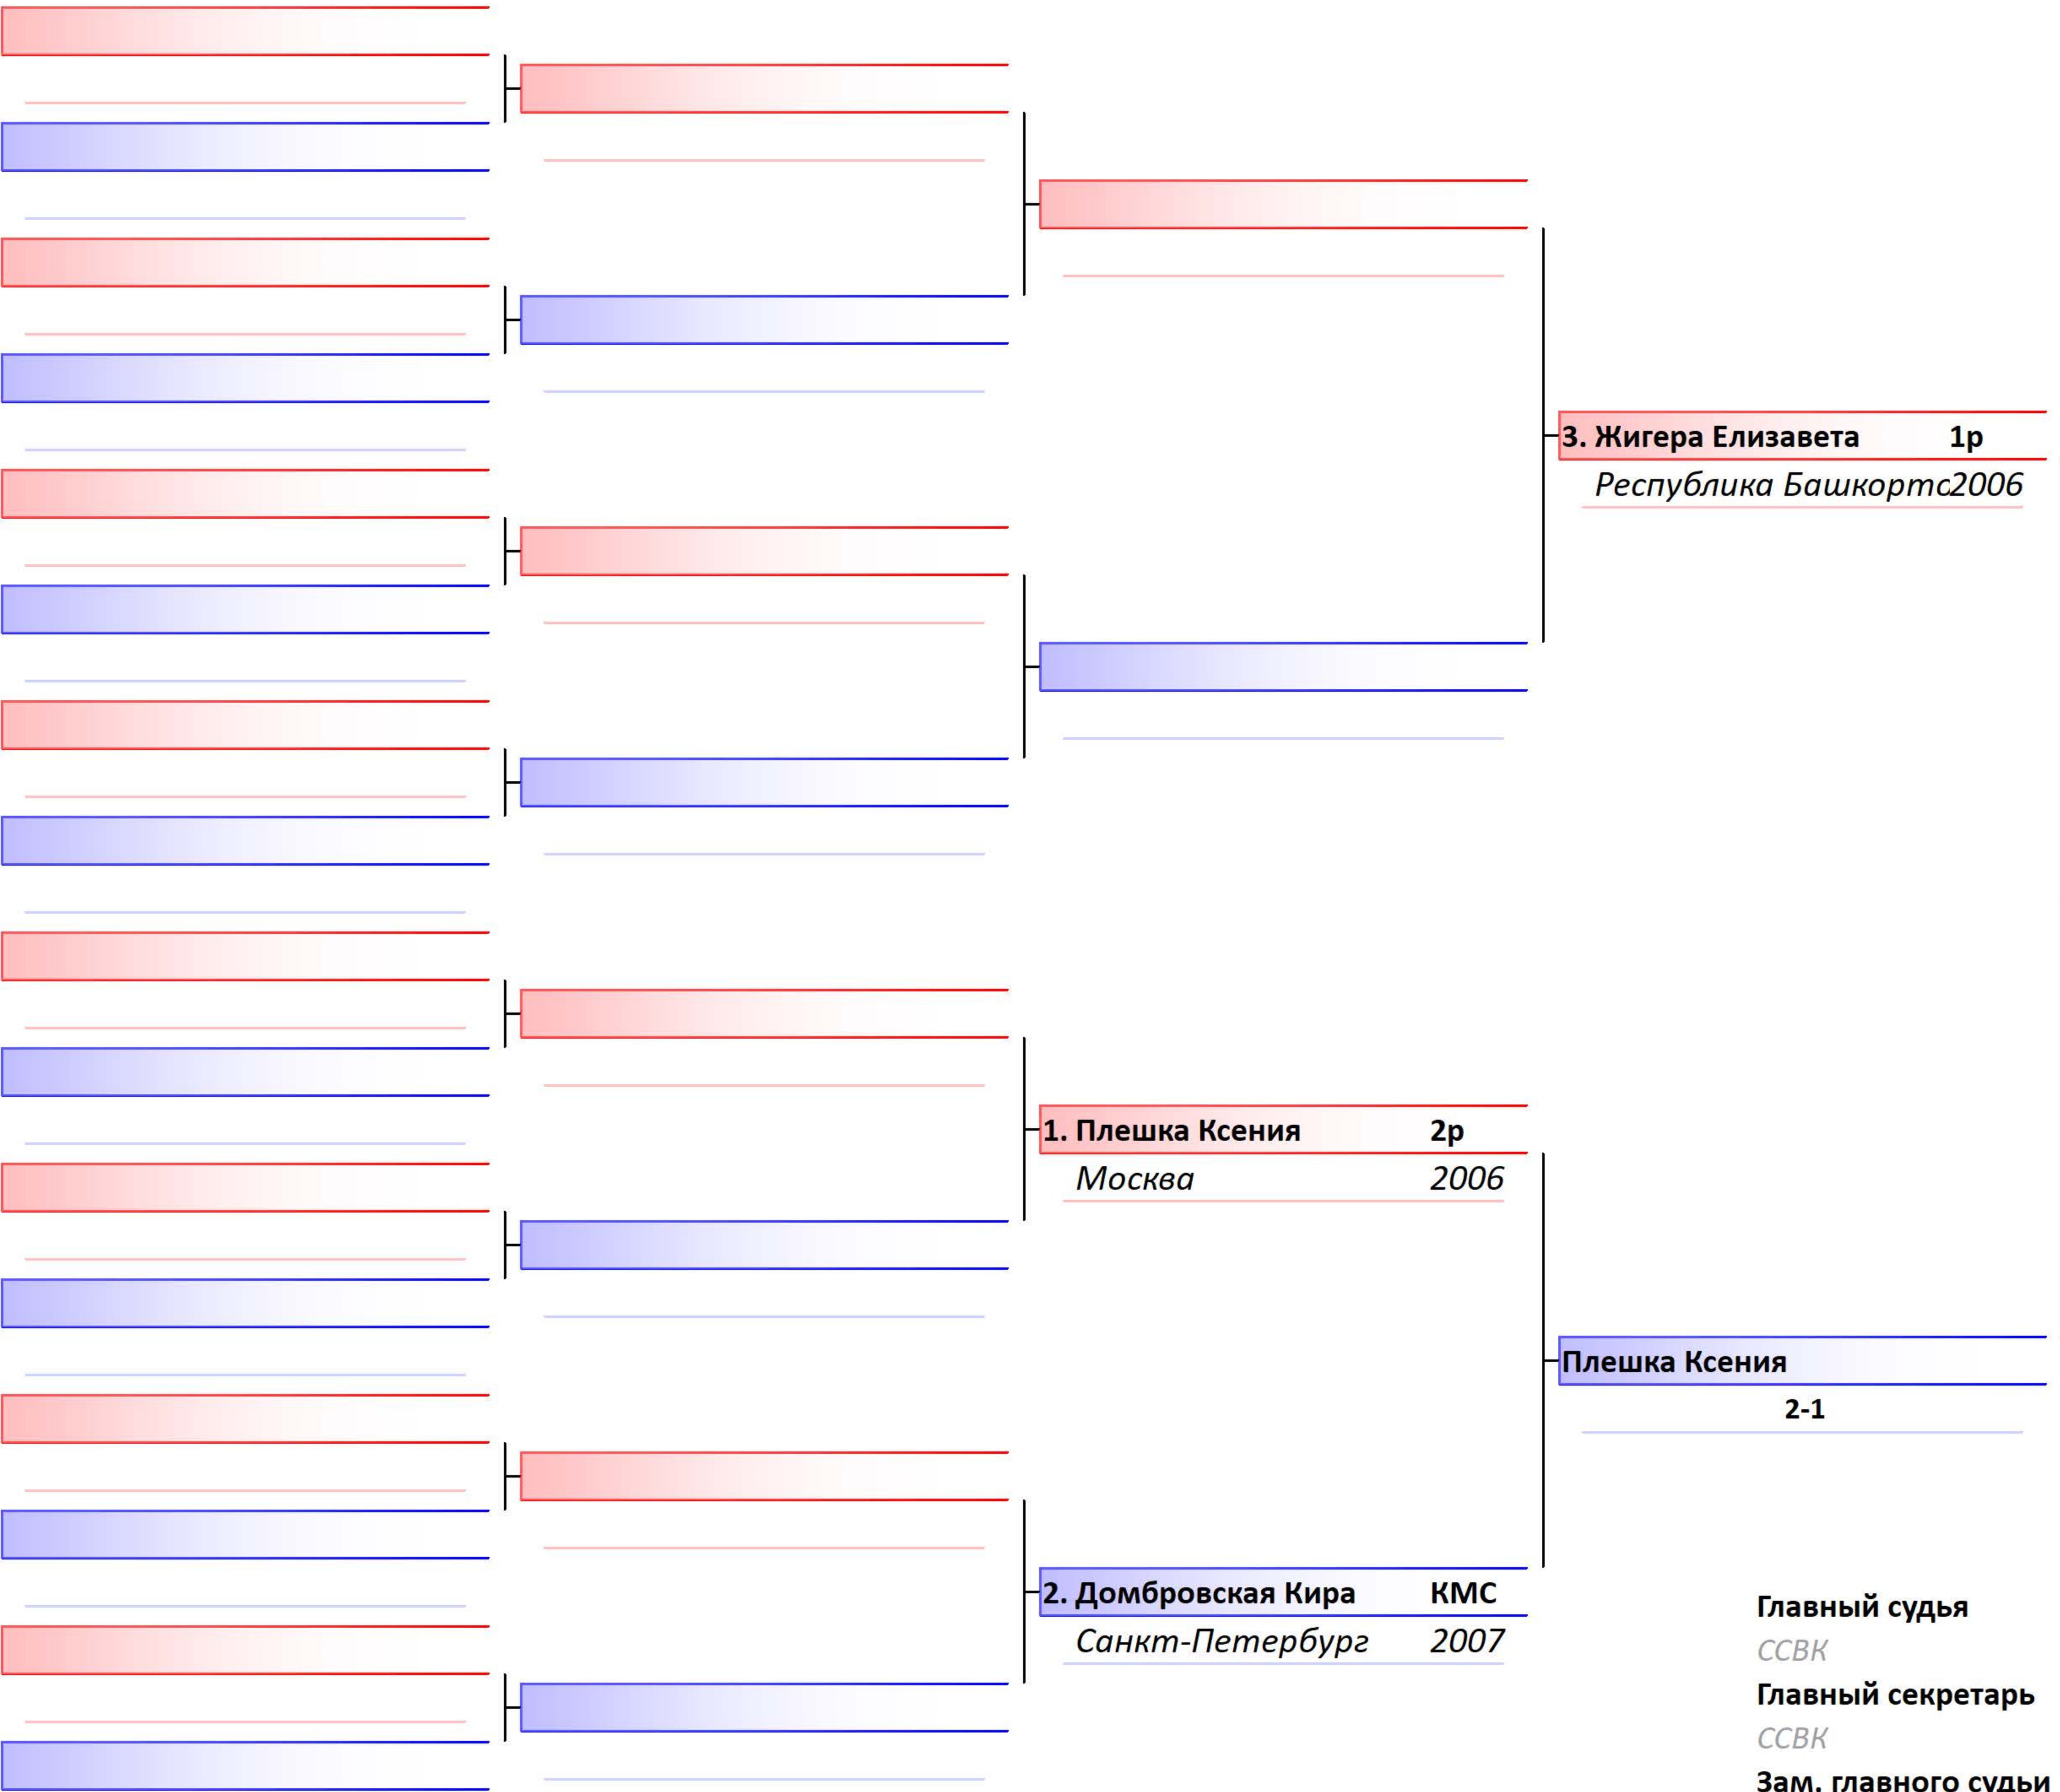 3. Жигера Елизавета 1р
Республика Башкорто2006
1. Плешка Ксения 2р
Москва 2006
Плешка Ксения
2-1
2. Домбровская Кира КМС
Санкт-Петербург 2007
Главный судья
ССВК
Главный секретарь
ССВК
Зам. главного судьи